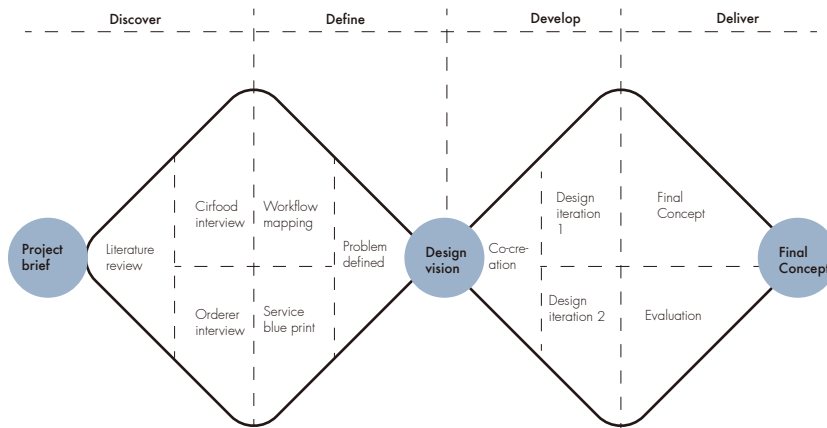 Discover
Define
Develop
Deliver
Project
brief
Literature
review
Cirfood
interview
Orderer
interview
Workflow
mapping
Service
blue print
Problem
defined
Design
vision
Co-cre-
ation
Design
iteration
1
Design
iteration 2
Final
Concept
Evaluation
Final
Concept